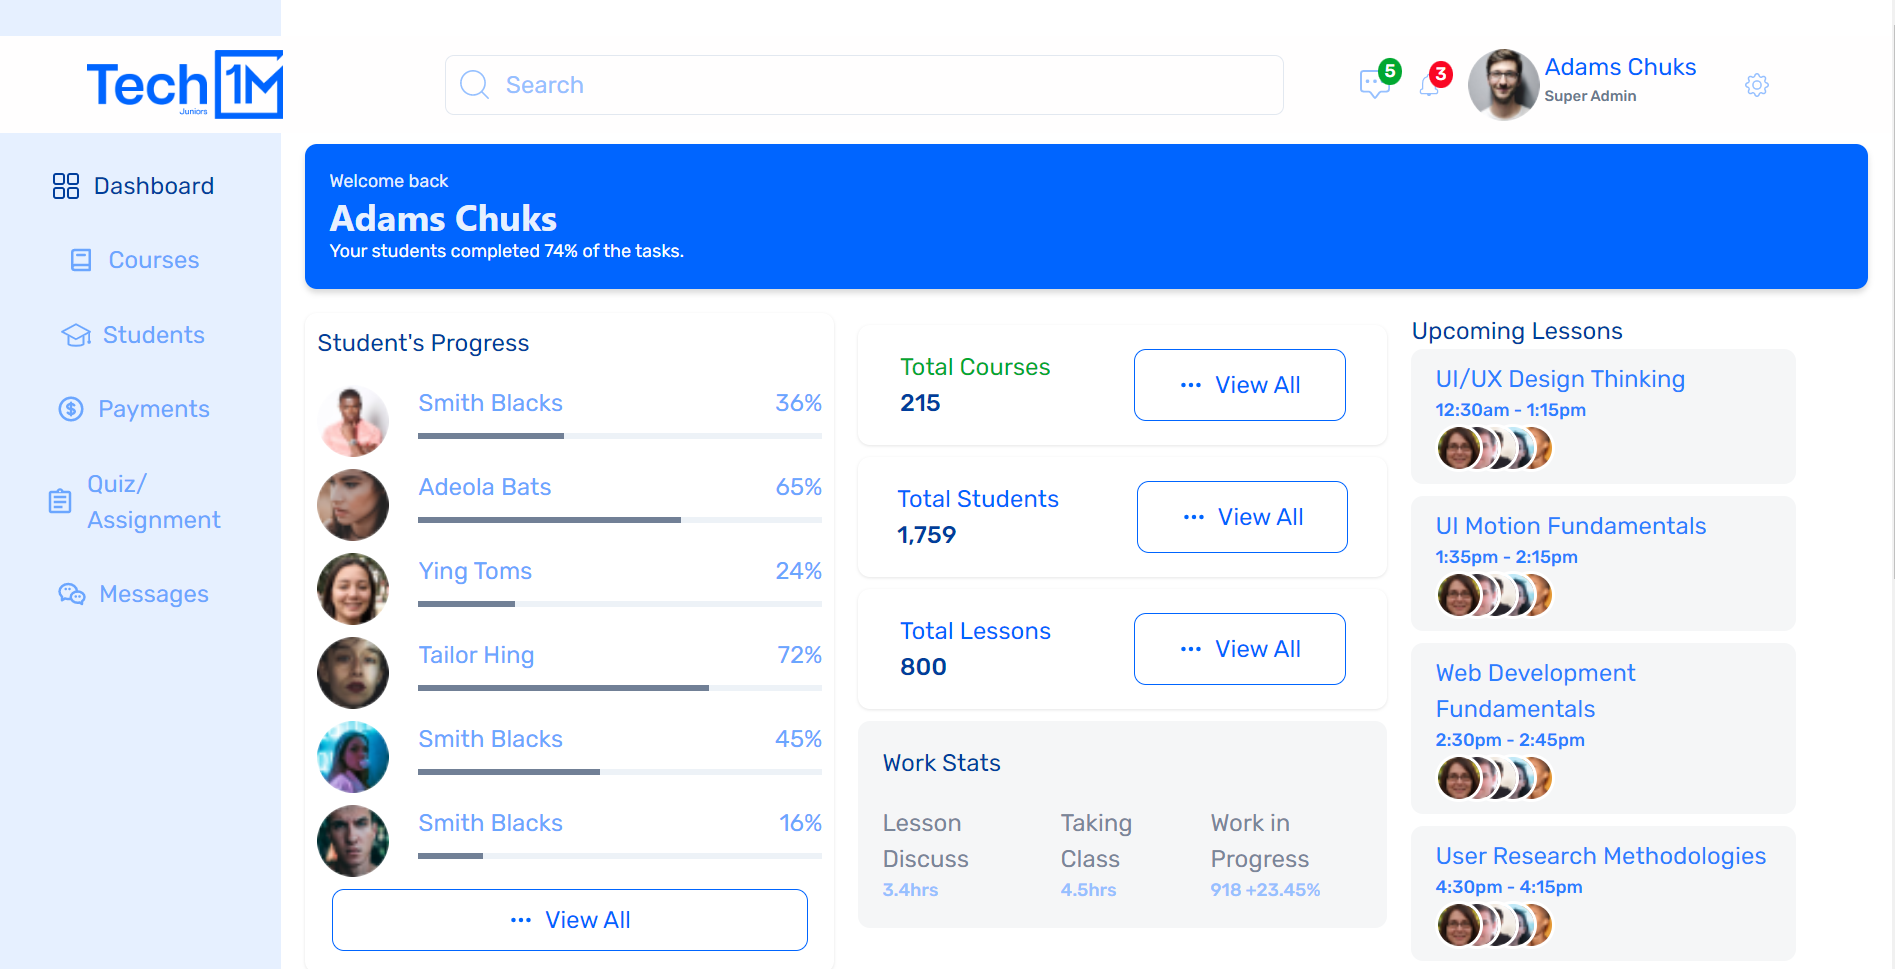 Tech 1M
Juniors
Search
5
3
Adams Chuks
Super Admin
Dashboard
Courses
Students
Payments
Quiz/
Assignment
Messages
Welcome back
Adams Chuks
Your students completed 74% of the tasks.
Student's Progress
Smith Blacks 36%
Adeola Bats 65%
Ying Toms 24%
Tailor Hing 72%
Smith Blacks 45%
Smith Blacks 16%
··· View All
Total Courses
215
··· View All
Total Students
1,759
··· View All
Total Lessons
800
··· View All
Work Stats
Lesson
Discuss
3.4hrs
Taking
Class
4.5hrs
Work in
Progress
918 +23.45%
Upcoming Lessons
UI/UX Design Thinking
12:30am - 1:15pm
UI Motion Fundamentals
1:35pm - 2:15pm
Web Development
Fundamentals
2:30pm - 2:45pm
User Research Methodologies
4:30pm - 4:15pm